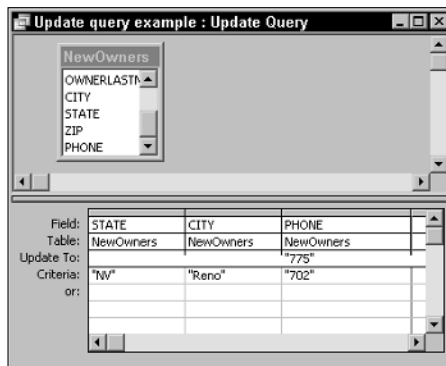 Update query example : Update Query
NewOwners
OWNERLASTN
CITY
STATE
ZIP
PHONE
Field: STATE CITY PHONE
Table: NewOwners NewOwners NewOwners
Update To: "775"
Criteria: "NV" "Reno" "702"
or: